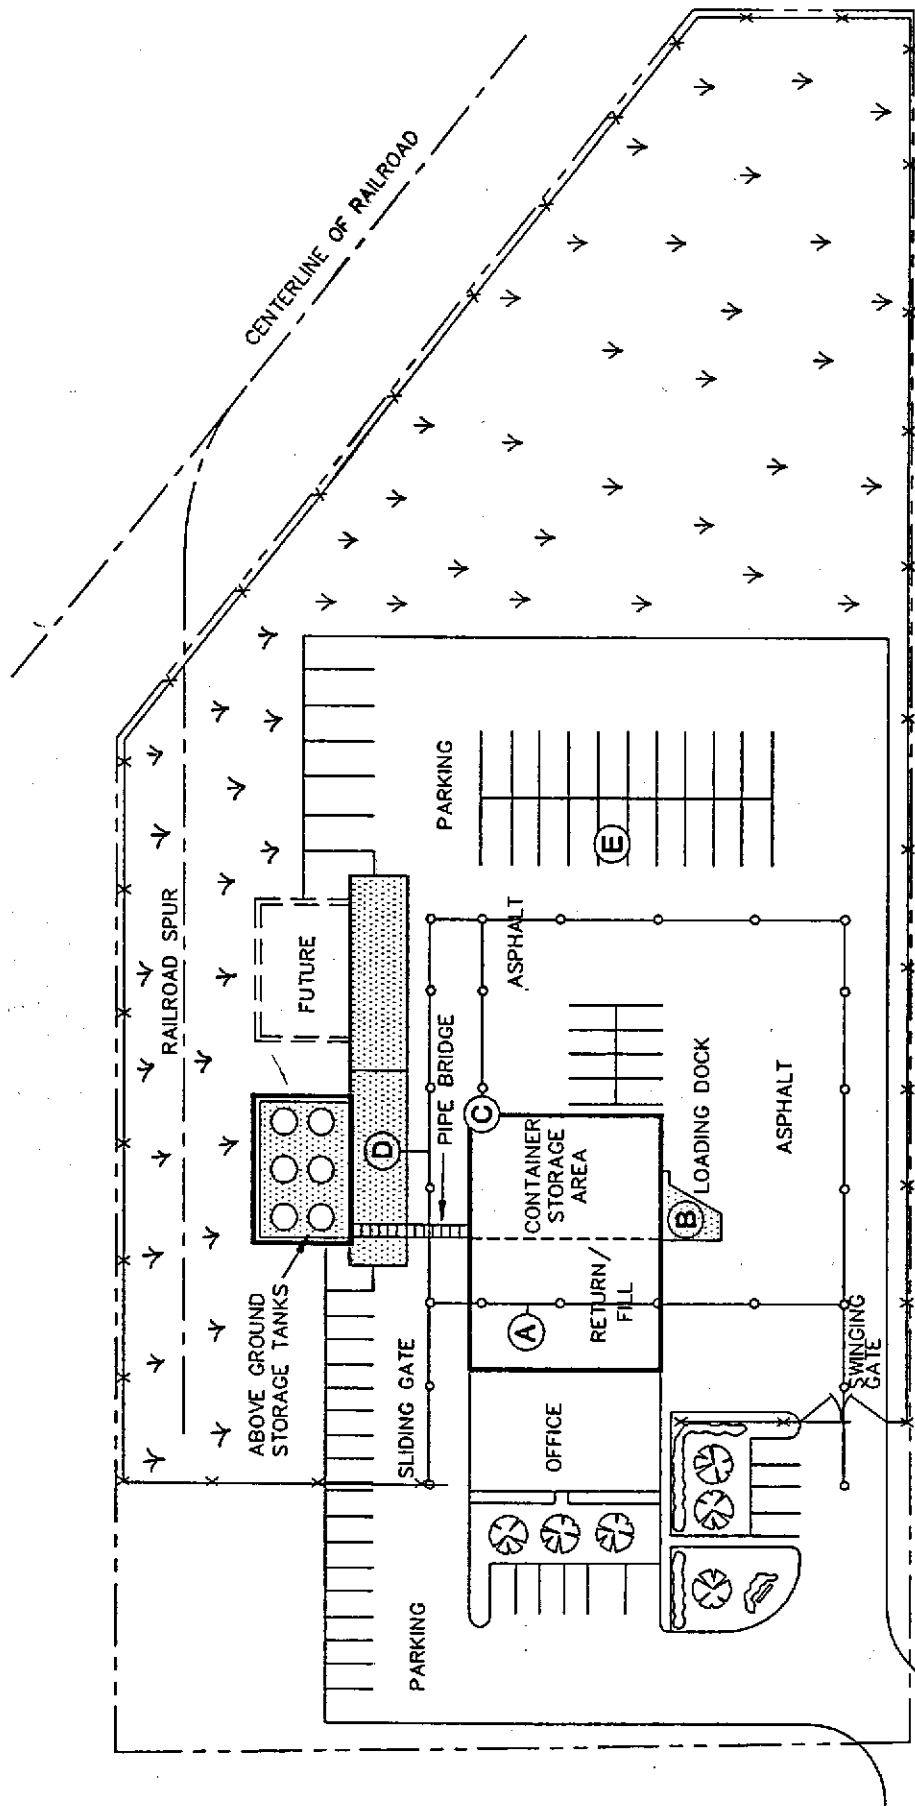 CENTERLINE OF RAILROAD
RAILROAD SPUR
FUTURE
ABOVE GROUND
STORAGE TANKS
PARKING
ASPHALT
PIPE BRIDGE
SLIDING GATE
PARKING
A
B
C
D
E
CONTAINER
STORAGE
AREA
RETURN/
FILL
OFFICE
LOADING DOCK
ASPHALT
SWINGING
GATE